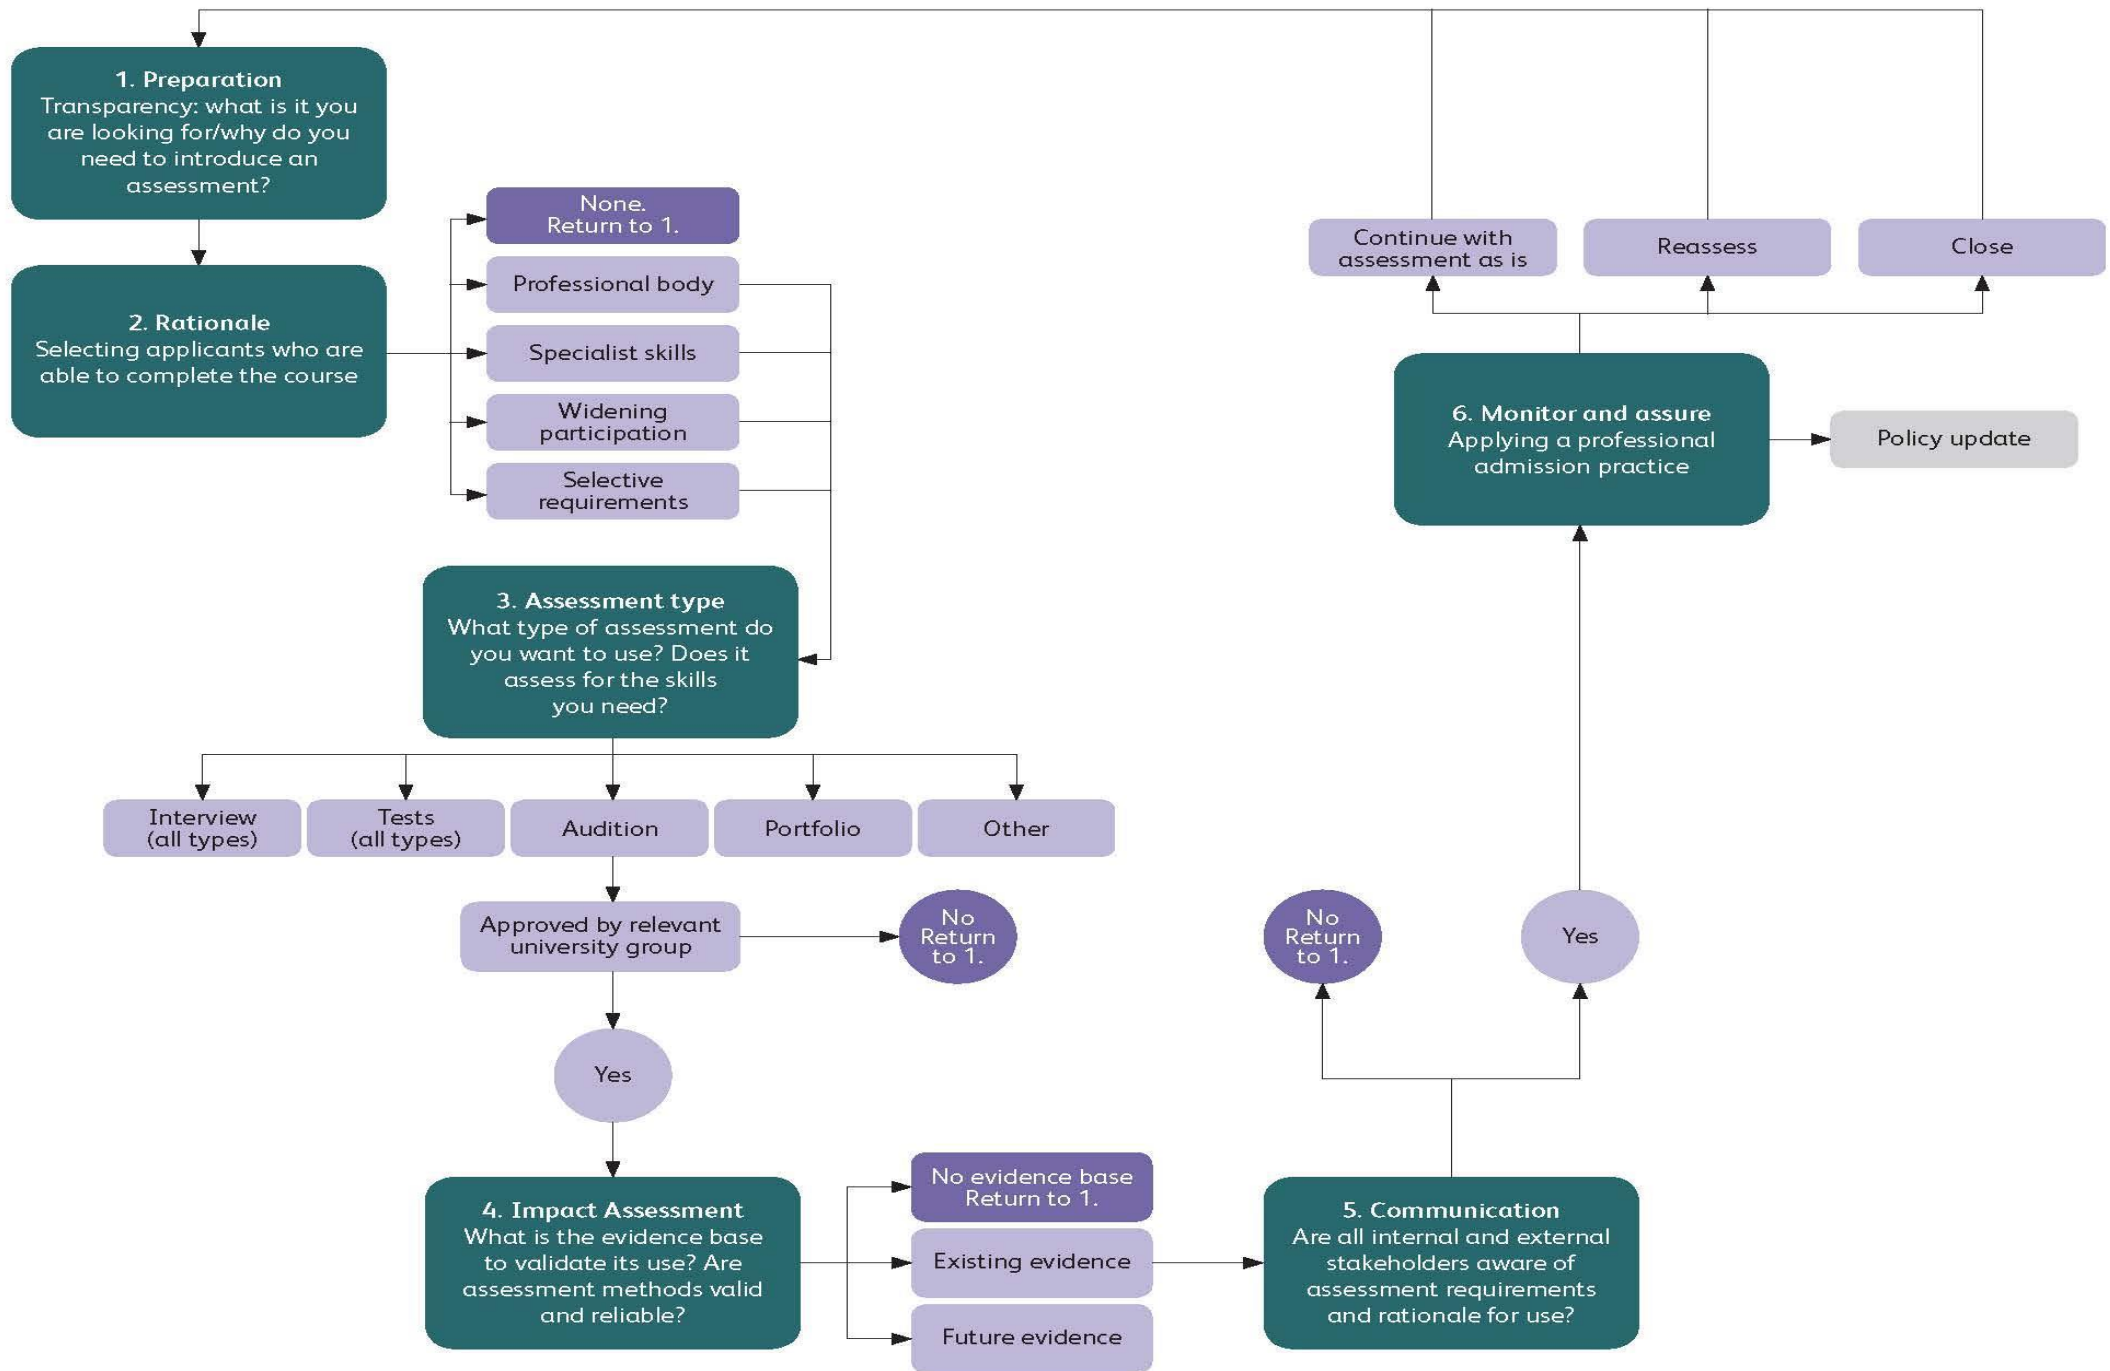 1. Preparation
Transparency: what is it you
are looking for/why do you
need to introduce an
assessment?
2. Rationale
Selecting applicants who are
able to complete the course
None.
Return to 1.
Professional body
Specialist skills
Widening
participation
Selective
requirements
3. Assessment type
What type of assessment do
you want to use? Does it
assess for the skills
you need?
Interview
(all types)
Tests
(all types)
Audition
Portfolio
Other
Approved by relevant
university group
No
Return
to 1.
Yes
4. Impact Assessment
What is the evidence base
to validate its use? Are
assessment methods valid
and reliable?
No evidence base
Return to 1.
Existing evidence
Future evidence
5. Communication
Are all internal and external
stakeholders aware of
assessment requirements
and rationale for use?
No
Return
to 1.
Yes
6. Monitor and assure
Applying a professional
admission practice
Policy update
Continue with
assessment as is
Reassess
Close